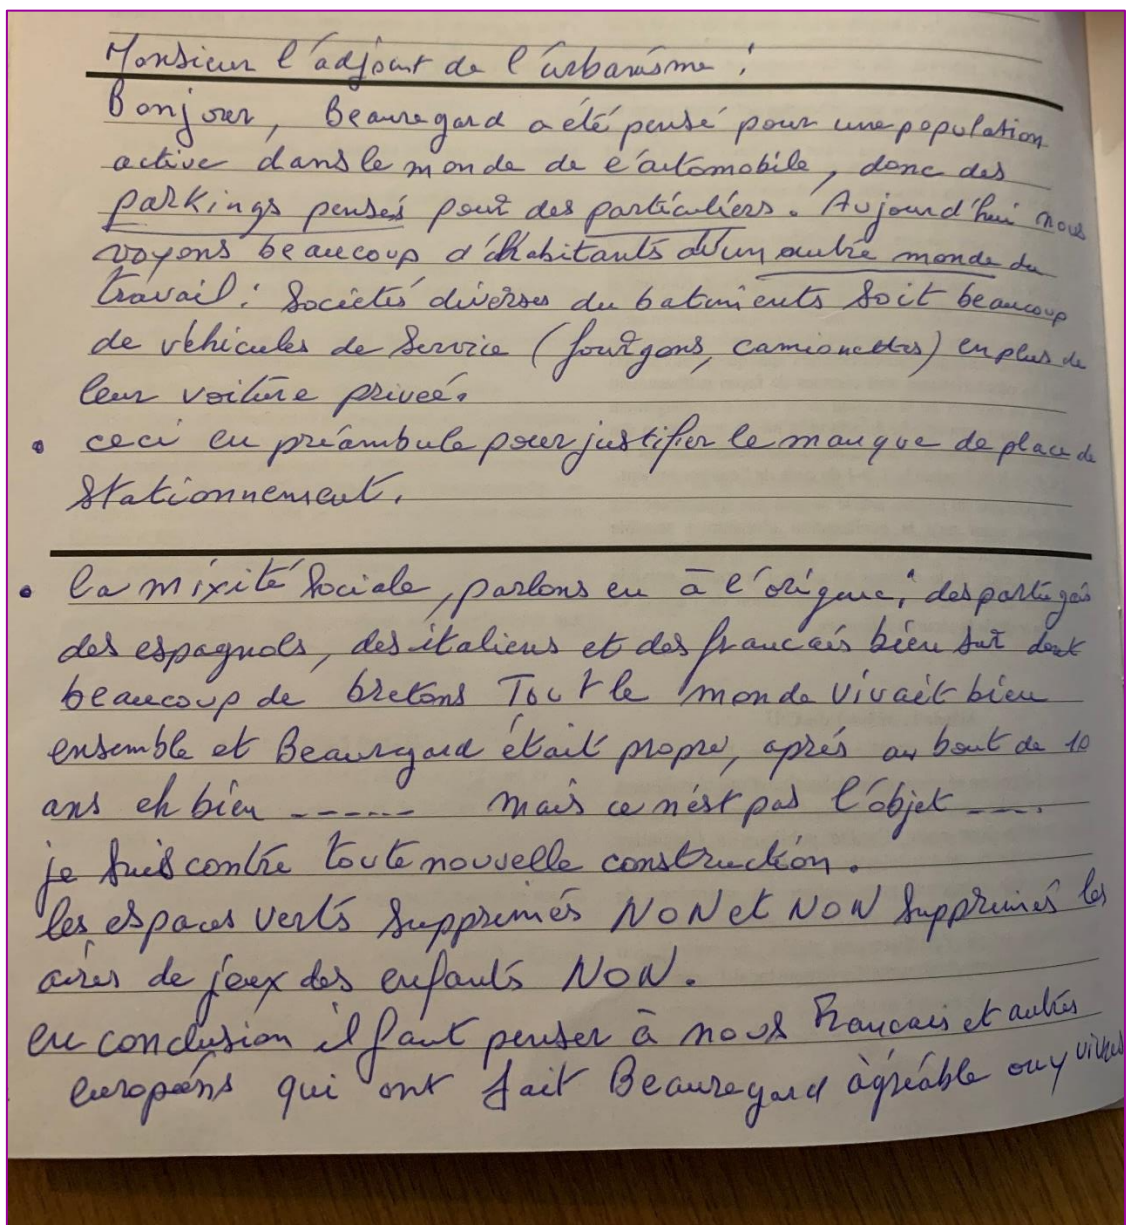 Monsieur l'adjoint de l'urbanisme :
Bonjour, Beauregard a été pensé pour une population
active dans le monde de l'automobile, donc des
parkings pensés pour des particuliers. Aujourd'hui nous
voyons beaucoup d'habitants d'un autre monde du
travail : Sociétés diverses du batiments soit beaucoup
de véhicules de service (fourgons, camionettes) en plus de
leur voiture privée.
• ceci en préambule pour justifier le manque de place de
stationnement.
• la mixité sociale, parlons en à l'origine, des portugais
des espagnols, des italiens et des francais bien sur dont
beaucoup de bretons Tout le monde vivait bien
ensemble et Beauregard était propre, après au bout de 10
ans eh bien ------ mais ce n'est pas l'objet ----.
je suis contre toute nouvelle construction.
les espaces verts supprimés NON et NON supprimés les
aires de jeux des enfants NON.
en conclusion il faut penser à nous Francais et autres
européens qui ont fait Beauregard agréable ou y vivre